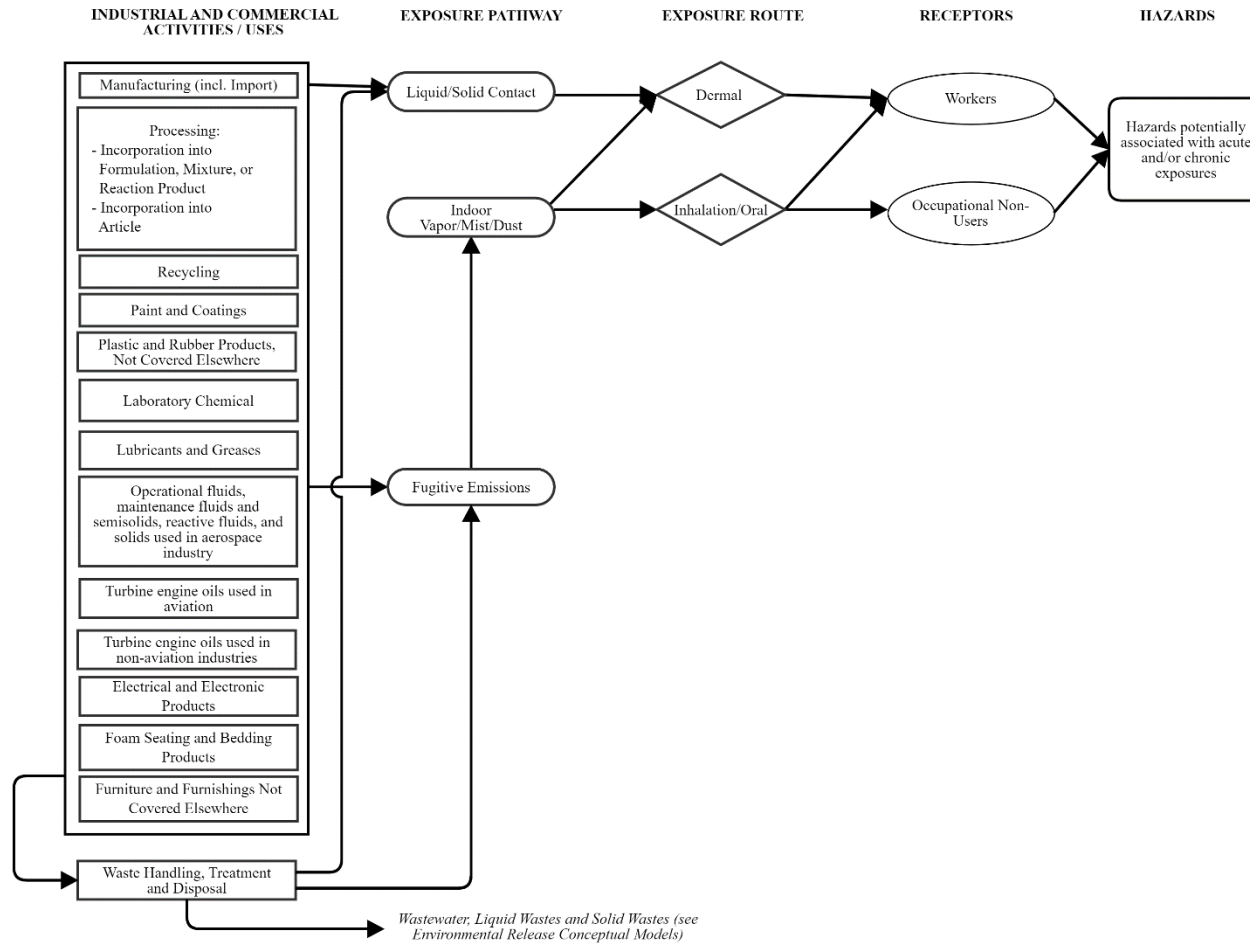 INDUSTRIAL AND COMMERCIAL
ACTIVITIES / USES
EXPOSURE PATHWAY
EXPOSURE ROUTE
RECEPTORS
HAZARDS
Manufacturing (incl. Import)
Processing:
- Incorporation into
Formulation, Mixture, or
Reaction Product
- Incorporation into
Article
Recycling
Paint and Coatings
Plastic and Rubber Products,
Not Covered Elsewhere
Laboratory Chemical
Lubricants and Greases
Operational fluids,
maintenance fluids and
semisolids, reactive fluids, and
solids used in aerospace
industry
Turbine engine oils used in
aviation
Turbine engine oils used in
non-aviation industries
Electrical and Electronic
Products
Foam Seating and Bedding
Products
Furniture and Furnishings Not
Covered Elsewhere
Waste Handling, Treatment
and Disposal
Liquid/Solid Contact
Indoor
Vapor/Mist/Dust
Fugitive Emissions
Wastewater, Liquid Wastes and Solid Wastes (see
Environmental Release Conceptual Models)
Dermal
Inhalation/Oral
Workers
Occupational Non-
Users
Hazards potentially
associated with acute
and/or chronic
exposures